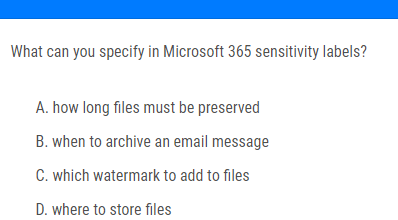 What can you specify in Microsoft 365 sensitivity labels?
A. how long files must be preserved
B. when to archive an email message
C. which watermark to add to files
D. where to store files